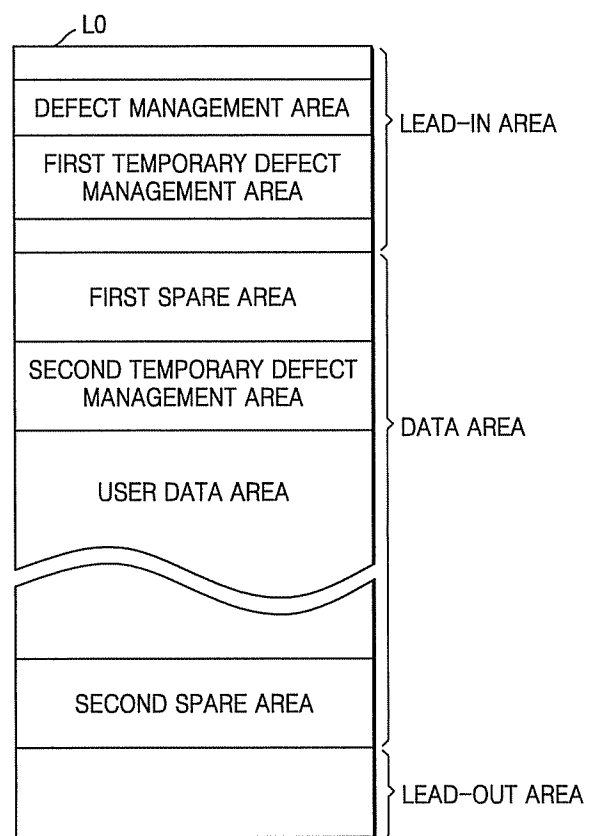 L0
DEFECT MANAGEMENT AREA
FIRST TEMPORARY DEFECT
MANAGEMENT AREA
LEAD-IN AREA
FIRST SPARE AREA
SECOND TEMPORARY DEFECT
MANAGEMENT AREA
USER DATA AREA
DATA AREA
SECOND SPARE AREA
LEAD-OUT AREA